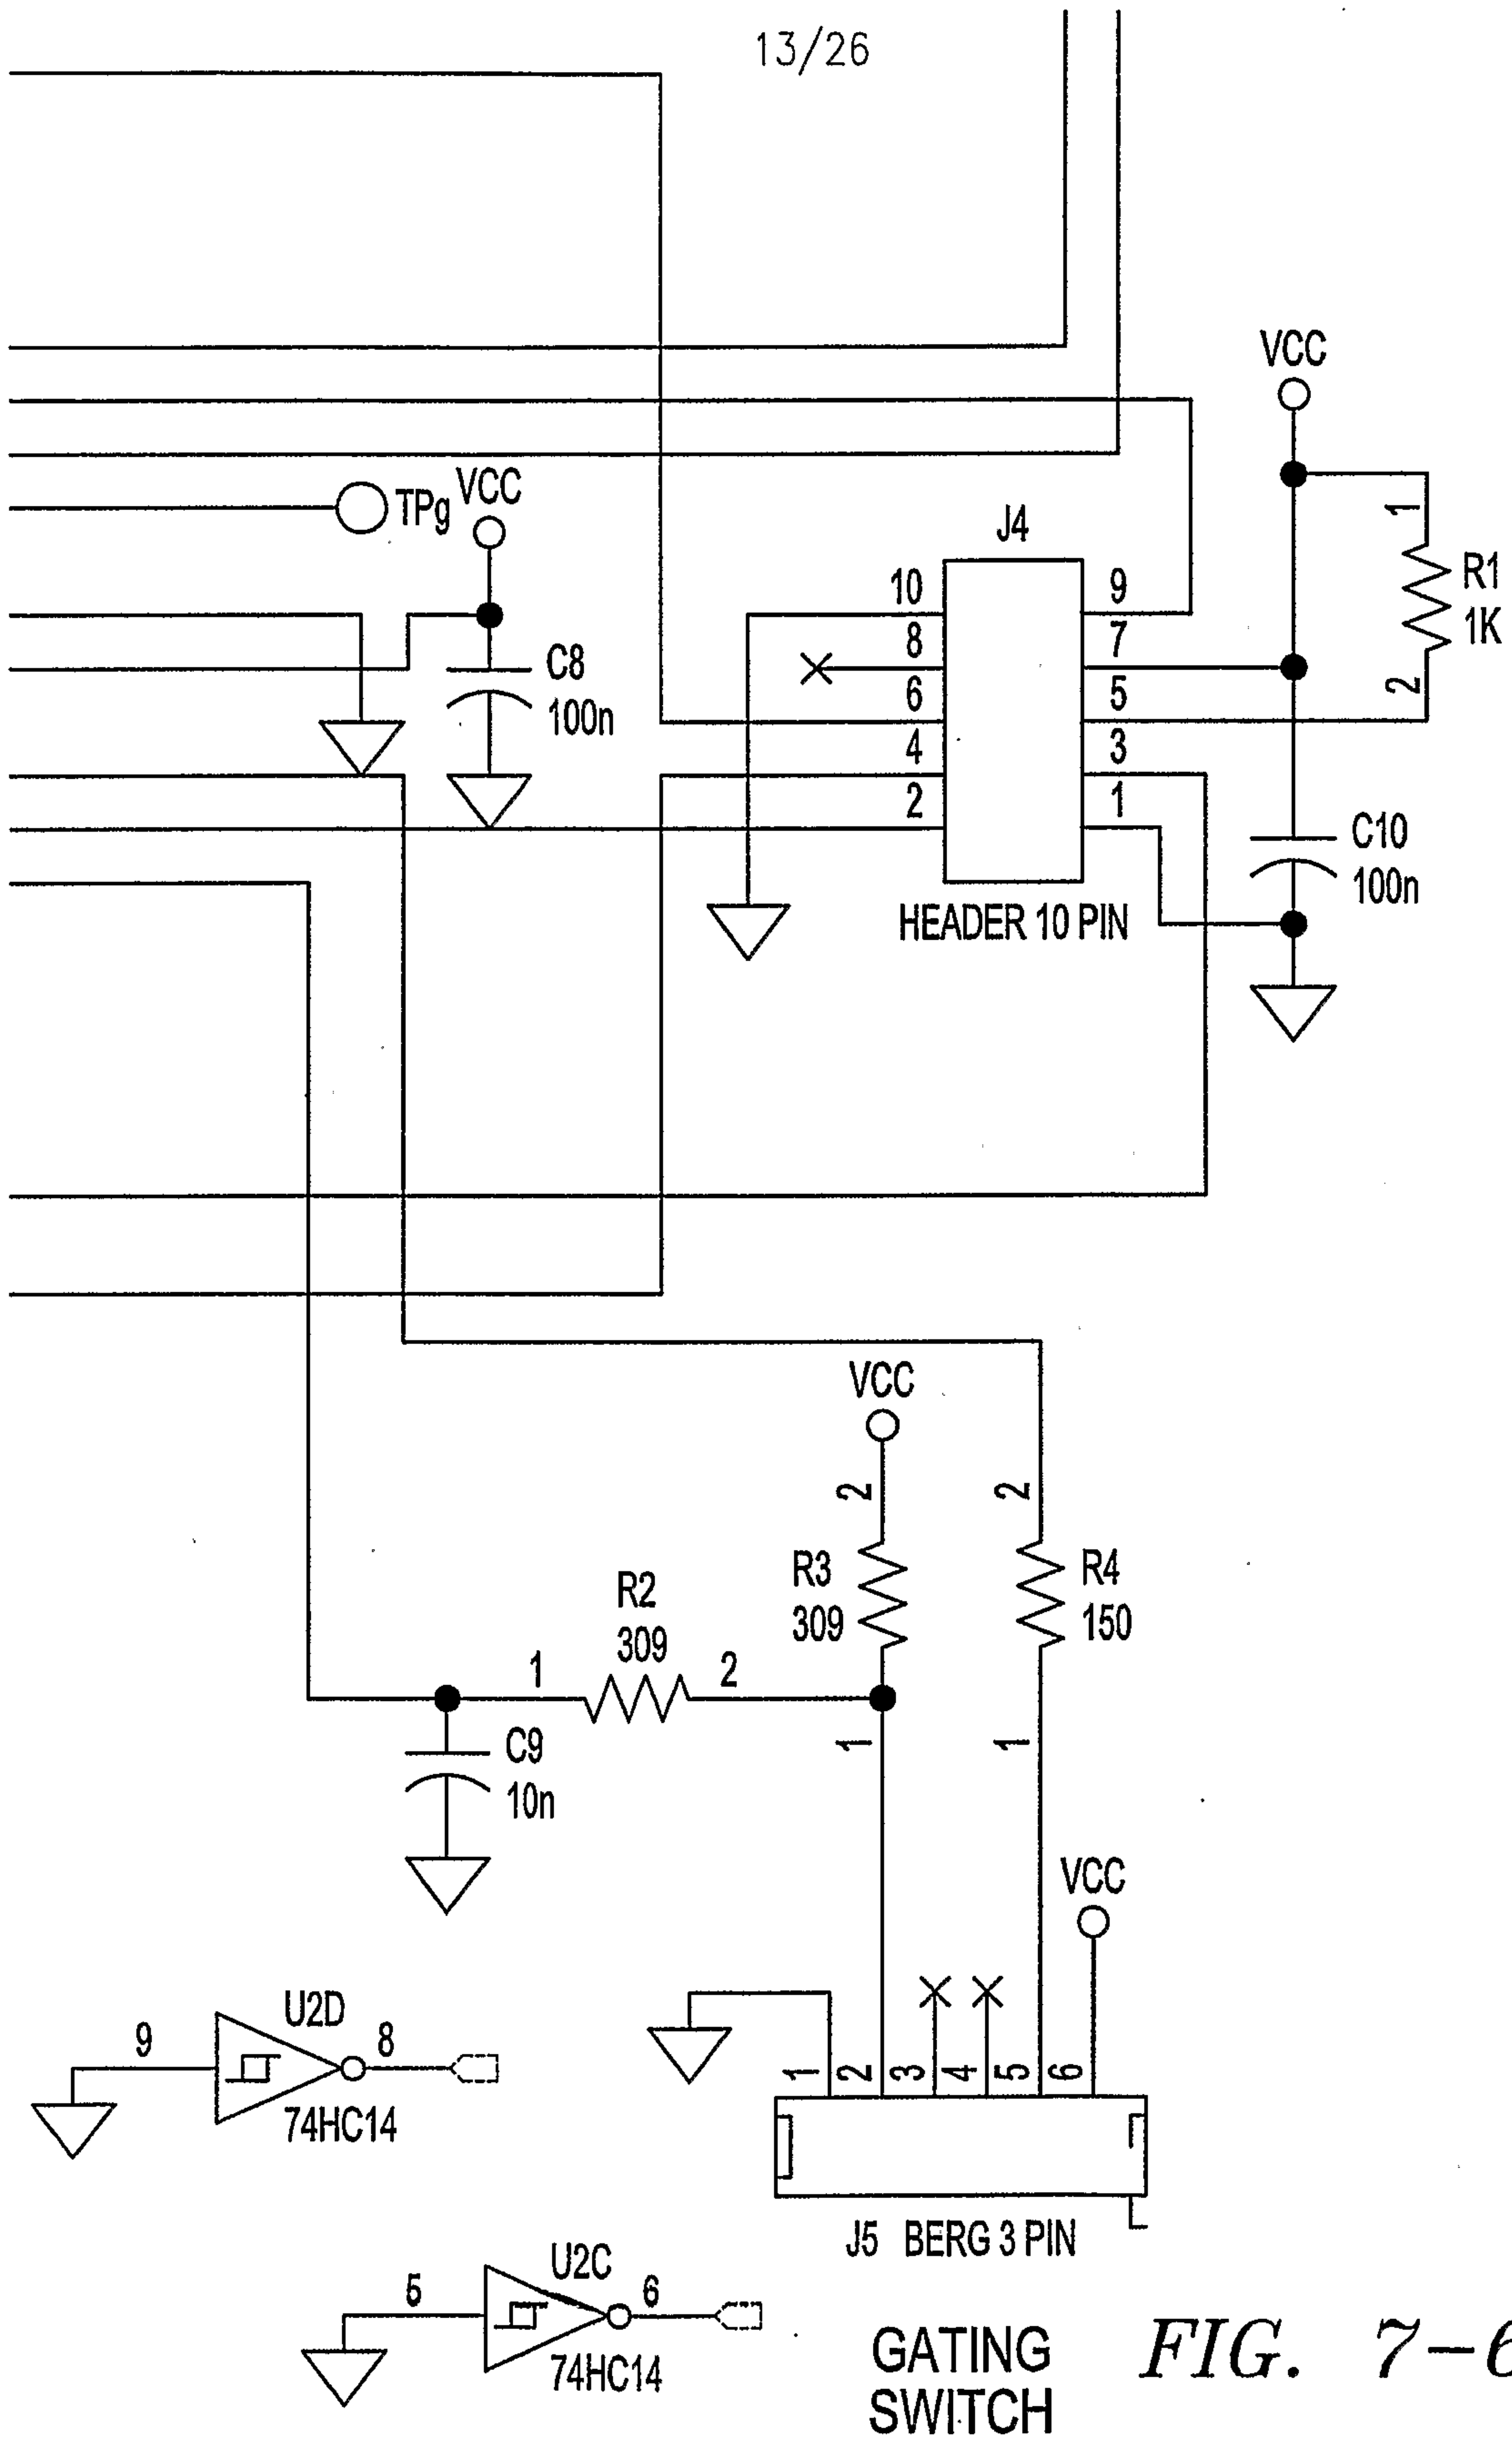 13/26
VCC
TPg VCC
J4
1
R1
1K
2
10 9
8 7
6 5
4 3
2 1
C8
100n
C10
100n
HEADER 10 PIN
VCC
2 2
R3
309
R4
150
R2
309
1 2
1 1
C9
10n
VCC
U2D
9 8
74HC14
1 2 3 4 5 6
J5 BERG 3 PIN
U2C
5 6
74HC14
GATING
SWITCH
FIG. 7-6